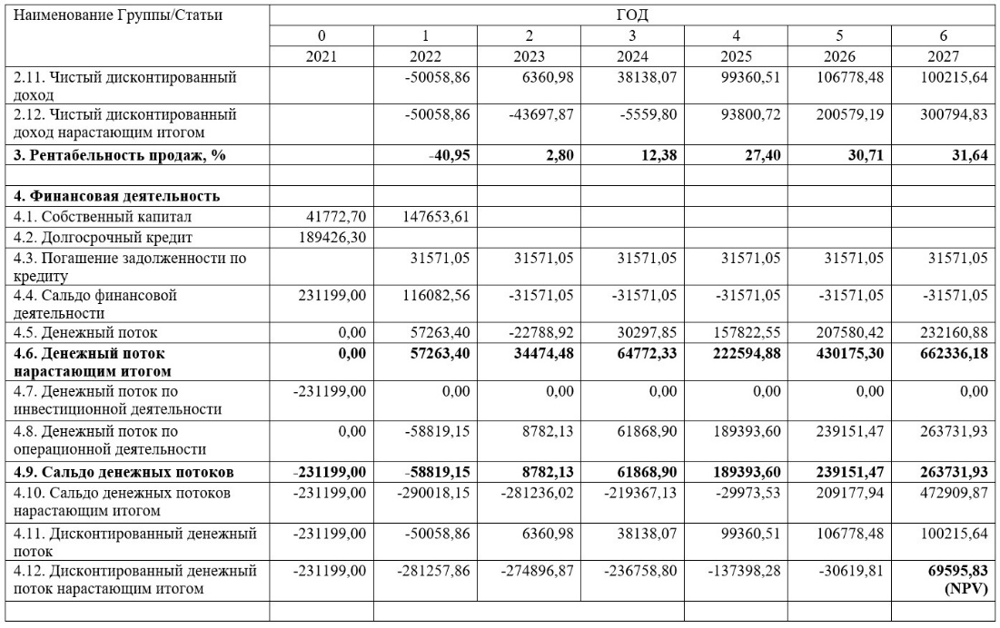 Наименование Группы/Статьи ГОД
0 1 2 3 4 5 6
2021 2022 2023 2024 2025 2026 2027
2.11. Чистый дисконтированный -50058,86 6360,98 38138,07 99360,51 106778,48 100215,64
доход
2.12. Чистый дисконтированный -50058,86 -43697,87 -5559,80 93800,72 200579,19 300794,83
доход нарастающим итогом
3. Рентабельность продаж, % -40,95 2,80 12,38 27,40 30,71 31,64
4. Финансовая деятельность
4.1. Собственный капитал 41772,70 147653,61
4.2. Долгосрочный кредит 189426,30
4.3. Погашение задолженности по 31571,05 31571,05 31571,05 31571,05 31571,05 31571,05
кредиту
4.4. Сальдо финансовой 231199,00 116082,56 -31571,05 -31571,05 -31571,05 -31571,05 -31571,05
деятельности
4.5. Денежный поток 0,00 57263,40 -22788,92 30297,85 157822,55 207580,42 232160,88
4.6. Денежный поток 0,00 57263,40 34474,48 64772,33 222594,88 430175,30 662336,18
нарастающим итогом
4.7. Денежный поток по -231199,00 0,00 0,00 0,00 0,00 0,00 0,00
инвестиционной деятельности
4.8. Денежный поток по 0,00 -58819,15 8782,13 61868,90 189393,60 239151,47 263731,93
операционной деятельности
4.9. Сальдо денежных потоков -231199,00 -58819,15 8782,13 61868,90 189393,60 239151,47 263731,93
4.10. Сальдо денежных потоков -231199,00 -290018,15 -281236,02 -219367,13 -29973,53 209177,94 472909,87
нарастающим итогом
4.11. Дисконтированный денежный -231199,00 -50058,86 6360,98 38138,07 99360,51 106778,48 100215,64
поток
4.12. Дисконтированный денежный -231199,00 -281257,86 -274896,87 -236758,80 -137398,28 -30619,81 69595,83
поток нарастающим итогом (NPV)